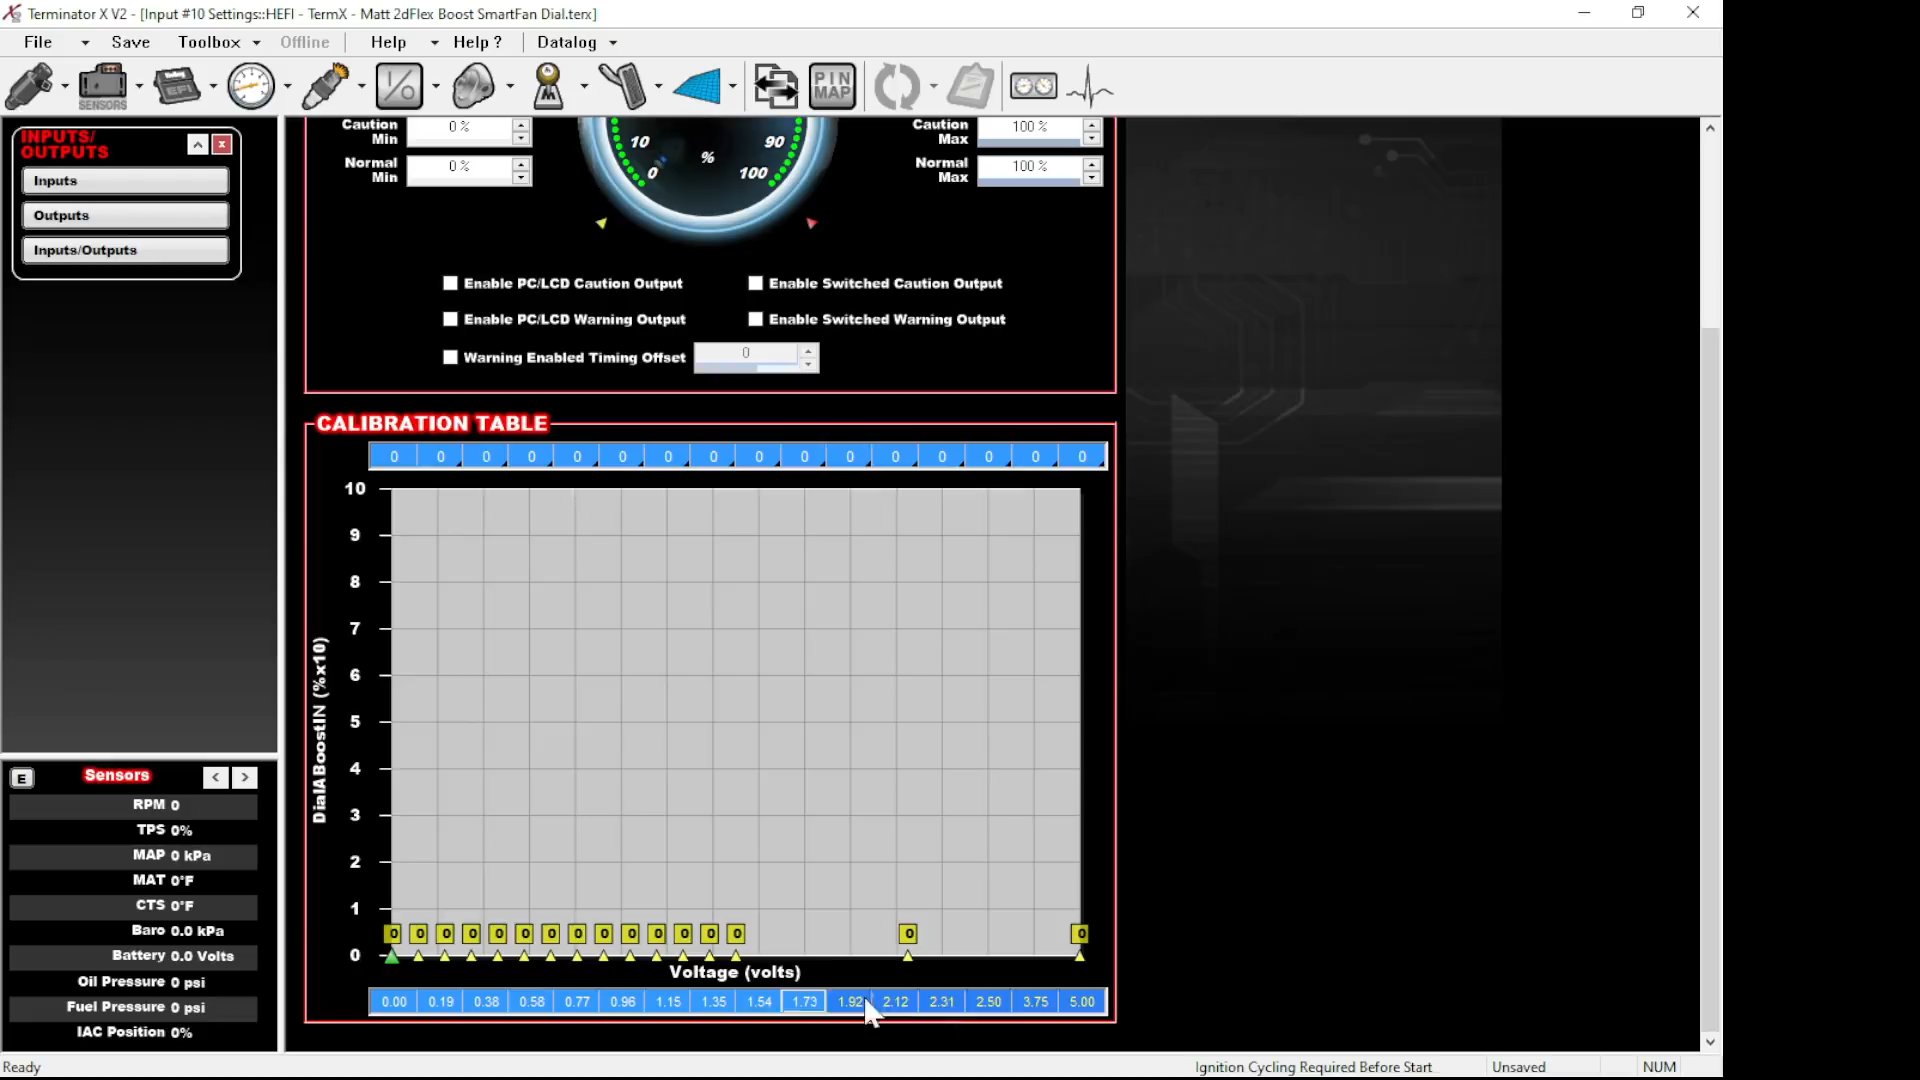 Terminator X V2 - [Input #10 Settings::HEFI - TermX - Matt 2dFlex Boost SmartFan Dial.terx]
File Save Toolbox Offline Help Help ? Datalog
SENSORS Holley EFI I/O PIN MAP
INPUTS/
OUTPUTS
Inputs
Outputs
Inputs/Outputs
Caution
Min
0 %
Normal
Min
0 %
10 90
%
0 100
Caution
Max
100 %
Normal
Max
100 %
Enable PC/LCD Caution Output
Enable Switched Caution Output
Enable PC/LCD Warning Output
Enable Switched Warning Output
Warning Enabled Timing Offset 0
CALIBRATION TABLE
0 0 0 0 0 0 0 0 0 0 0 0 0 0 0 0
10
9
8
7
6
5
4
3
2
1
0
DialABoostIN (%x10)
0 0 0 0 0 0 0 0 0 0 0 0 0 0 0 0
Voltage (volts)
0.00 0.19 0.38 0.58 0.77 0.96 1.15 1.35 1.54 1.73 1.92 2.12 2.31 2.50 3.75 5.00
E Sensors < >
RPM 0
TPS 0%
MAP 0 kPa
MAT 0°F
CTS 0°F
Baro 0.0 kPa
Battery 0.0 Volts
Oil Pressure 0 psi
Fuel Pressure 0 psi
IAC Position 0%
Ready
Ignition Cycling Required Before Start
Unsaved
NUM